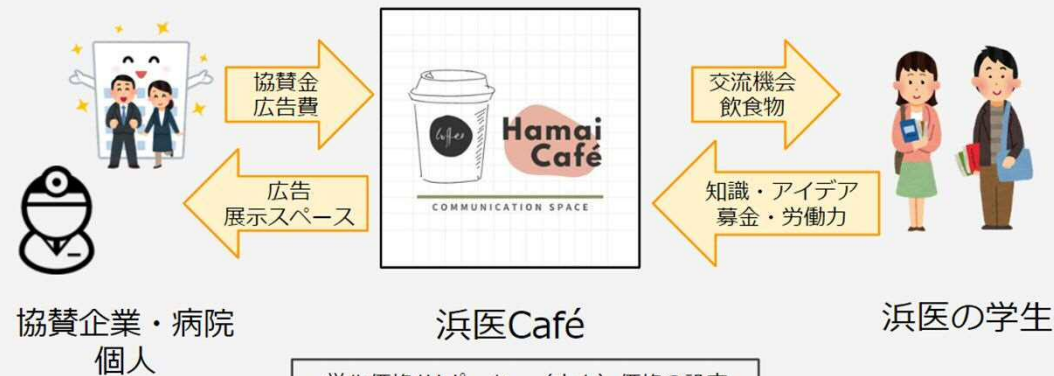 協賛金
広告費
広告
展示スペース
Coffee
Hamai
Café
COMMUNICATION SPACE
交流機会
飲食物
知識・アイデア
募金・労働力
協賛企業・病院
個人
浜医Café
浜医の学生